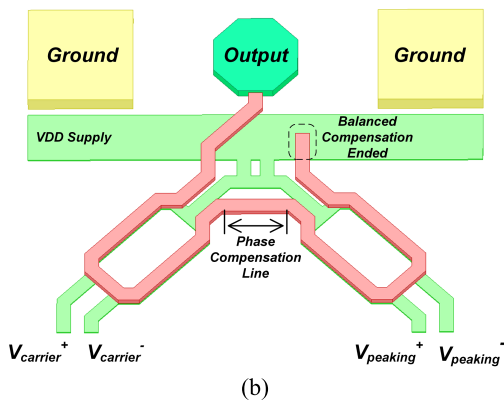 Ground
Output
Ground
VDD Supply
Balanced
Compensation
Ended
Phase
Compensation
Line
Vcarrier+
Vcarrier-
Vpeaking+
Vpeaking-
(b)